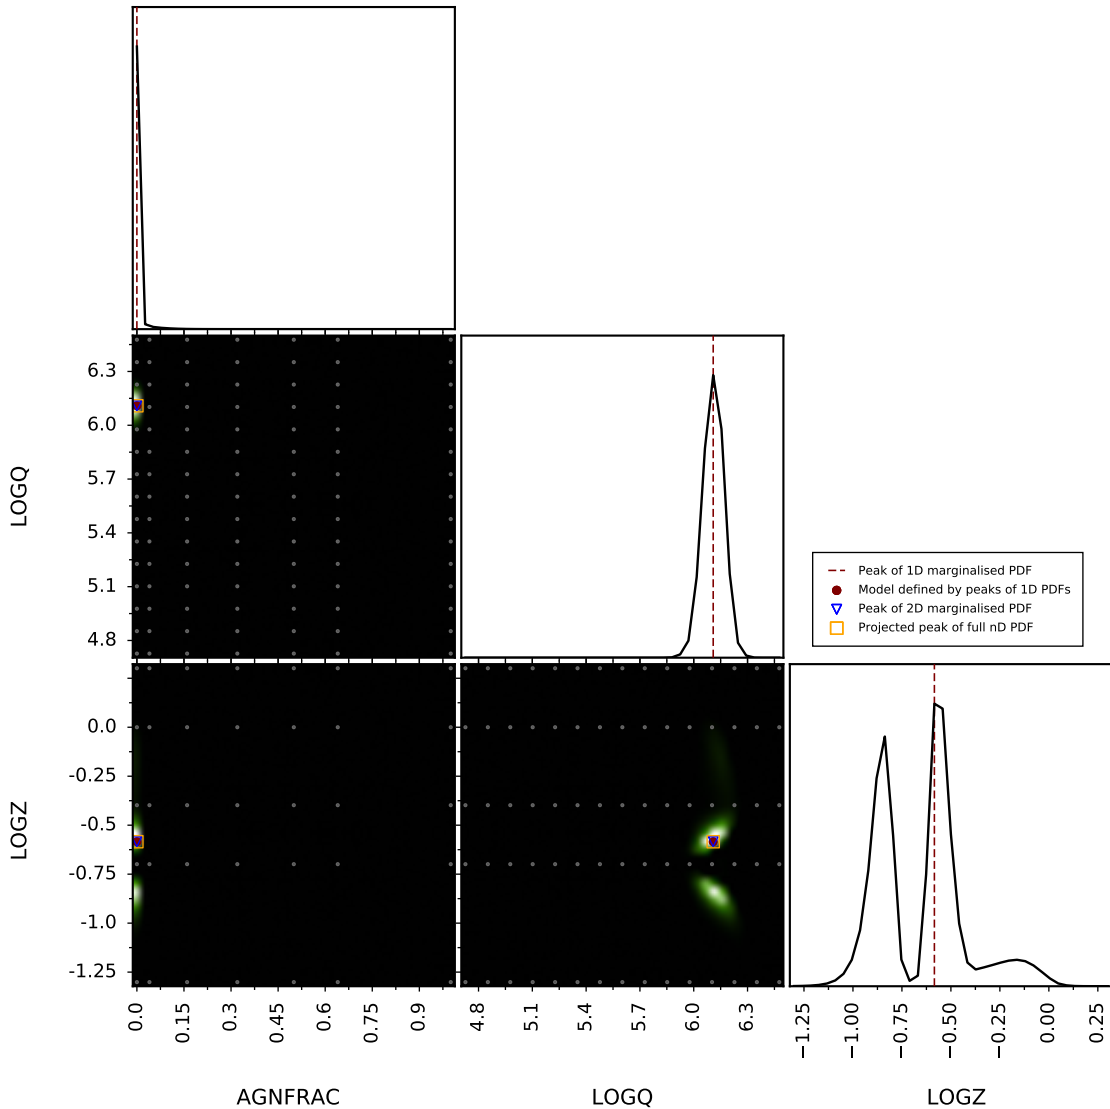 LOGQ
6.3
6.0
5.7
5.4
5.1
4.8
Peak of 1D marginalised PDF
Model defined by peaks of 1D PDFs
Peak of 2D marginalised PDF
Projected peak of full nD PDF
LOGZ
0.0
-0.25
-0.5
-0.75
-1.0
-1.25
0.0 0.15 0.3 0.45 0.6 0.75 0.9
4.8 5.1 5.4 5.7 6.0 6.3
−1.25 −1.00 −0.75 −0.50 −0.25 0.00 0.25
AGNFRAC
LOGQ
LOGZ